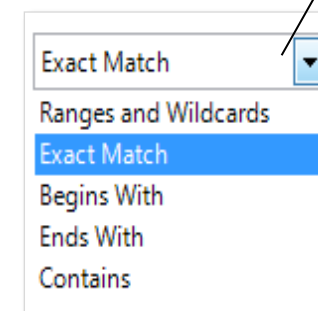 Exact Match
Ranges and Wildcards
Exact Match
Begins With
Ends With
Contains